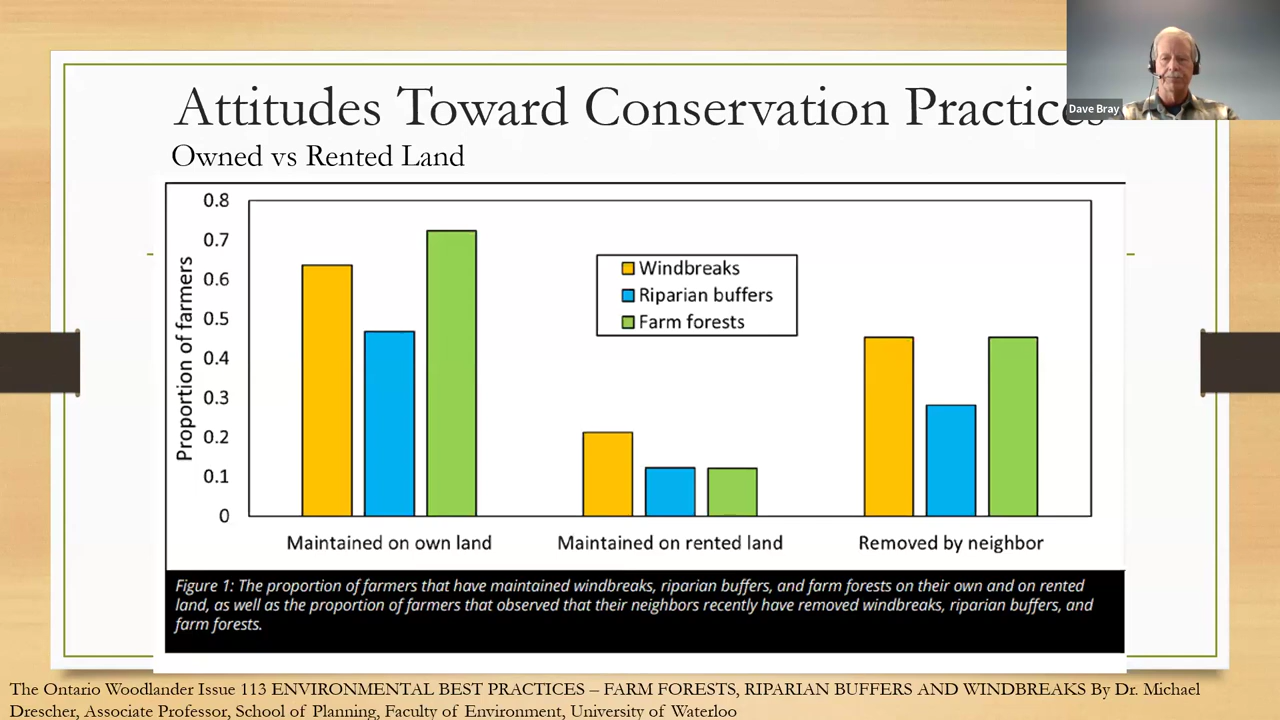 Attitudes Toward Conservation Practices
Dave Bray
Owned vs Rented Land
0.8
0.7
0.6
0.5
0.4
0.3
0.2
0.1
0
Proportion of farmers
Windbreaks
Riparian buffers
Farm forests
Maintained on own land
Maintained on rented land
Removed by neighbor
Figure 1: The proportion of farmers that have maintained windbreaks, riparian buffers, and farm forests on their own and on rented
land, as well as the proportion of farmers that observed that their neighbors recently have removed windbreaks, riparian buffers, and
farm forests.
The Ontario Woodlander Issue 113 ENVIRONMENTAL BEST PRACTICES – FARM FORESTS, RIPARIAN BUFFERS AND WINDBREAKS By Dr. Michael
Drescher, Associate Professor, School of Planning, Faculty of Environment, University of Waterloo